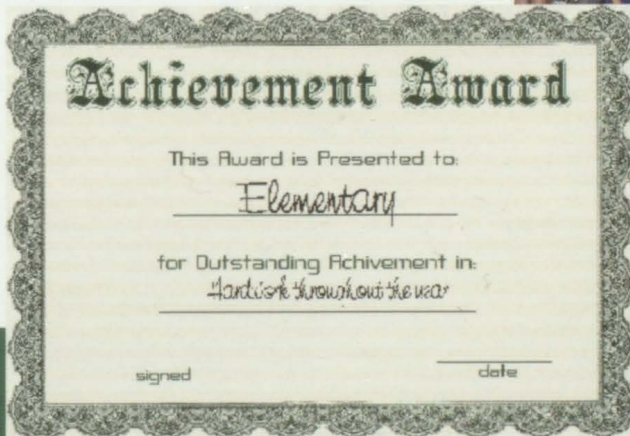 Achievement Award
This Award is Presented to:
Elementary
for Outstanding Achivement in:
Hardwork throughout the year
signed
date